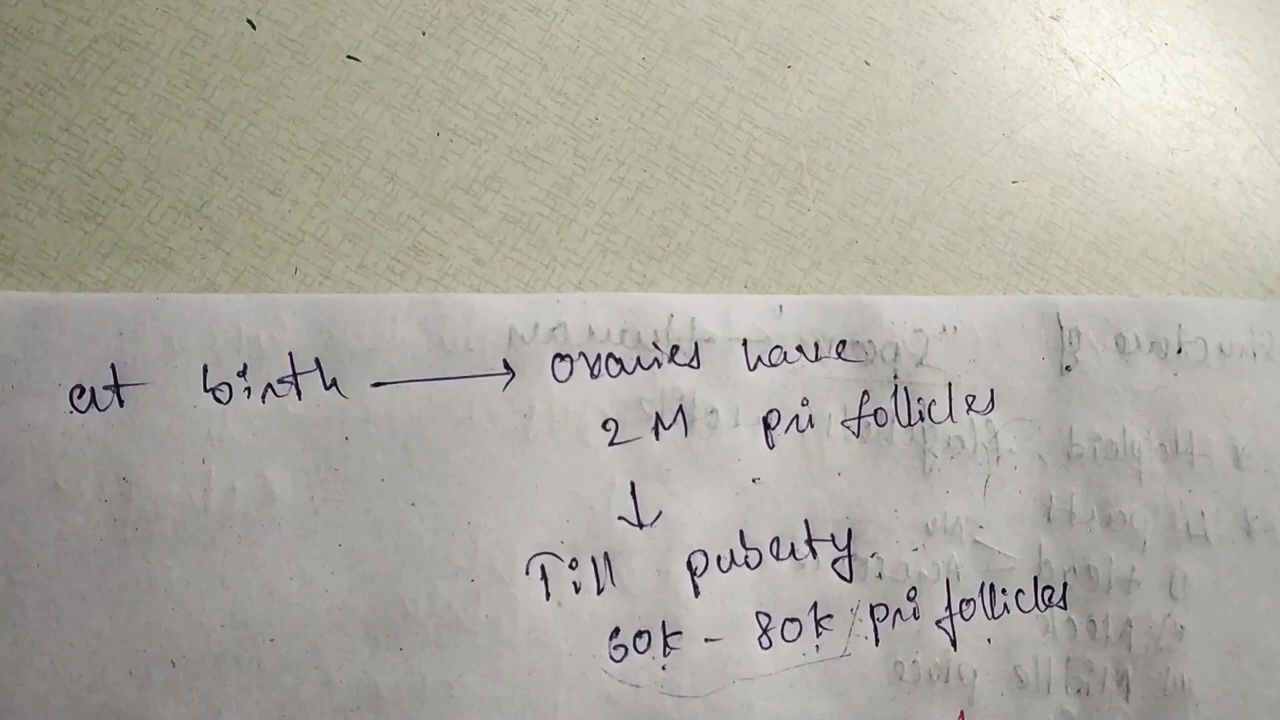 at birth → ovaries have
2 M pri follicles
↓
Till puberty
60k - 80k pri follicles